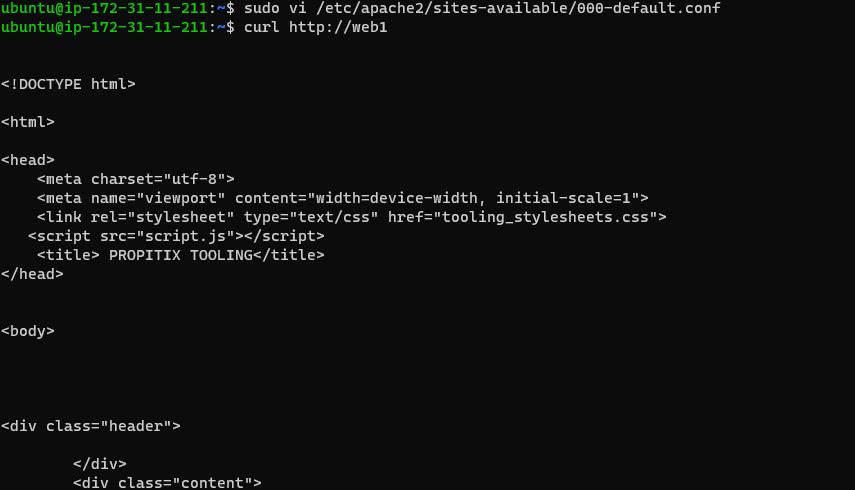 ubuntu@ip-172-31-11-211:~$ sudo vi /etc/apache2/sites-available/000-default.conf
ubuntu@ip-172-31-11-211:~$ curl http://web1
<!DOCTYPE html>
<html>
<head>
    <meta charset="utf-8">
    <meta name="viewport" content="width=device-width, initial-scale=1">
    <link rel="stylesheet" type="text/css" href="tooling_stylesheets.css">
   <script src="script.js"></script>
    <title> PROPITIX TOOLING</title>
</head>
<body>
<div class="header">
        </div>
        <div class="content">